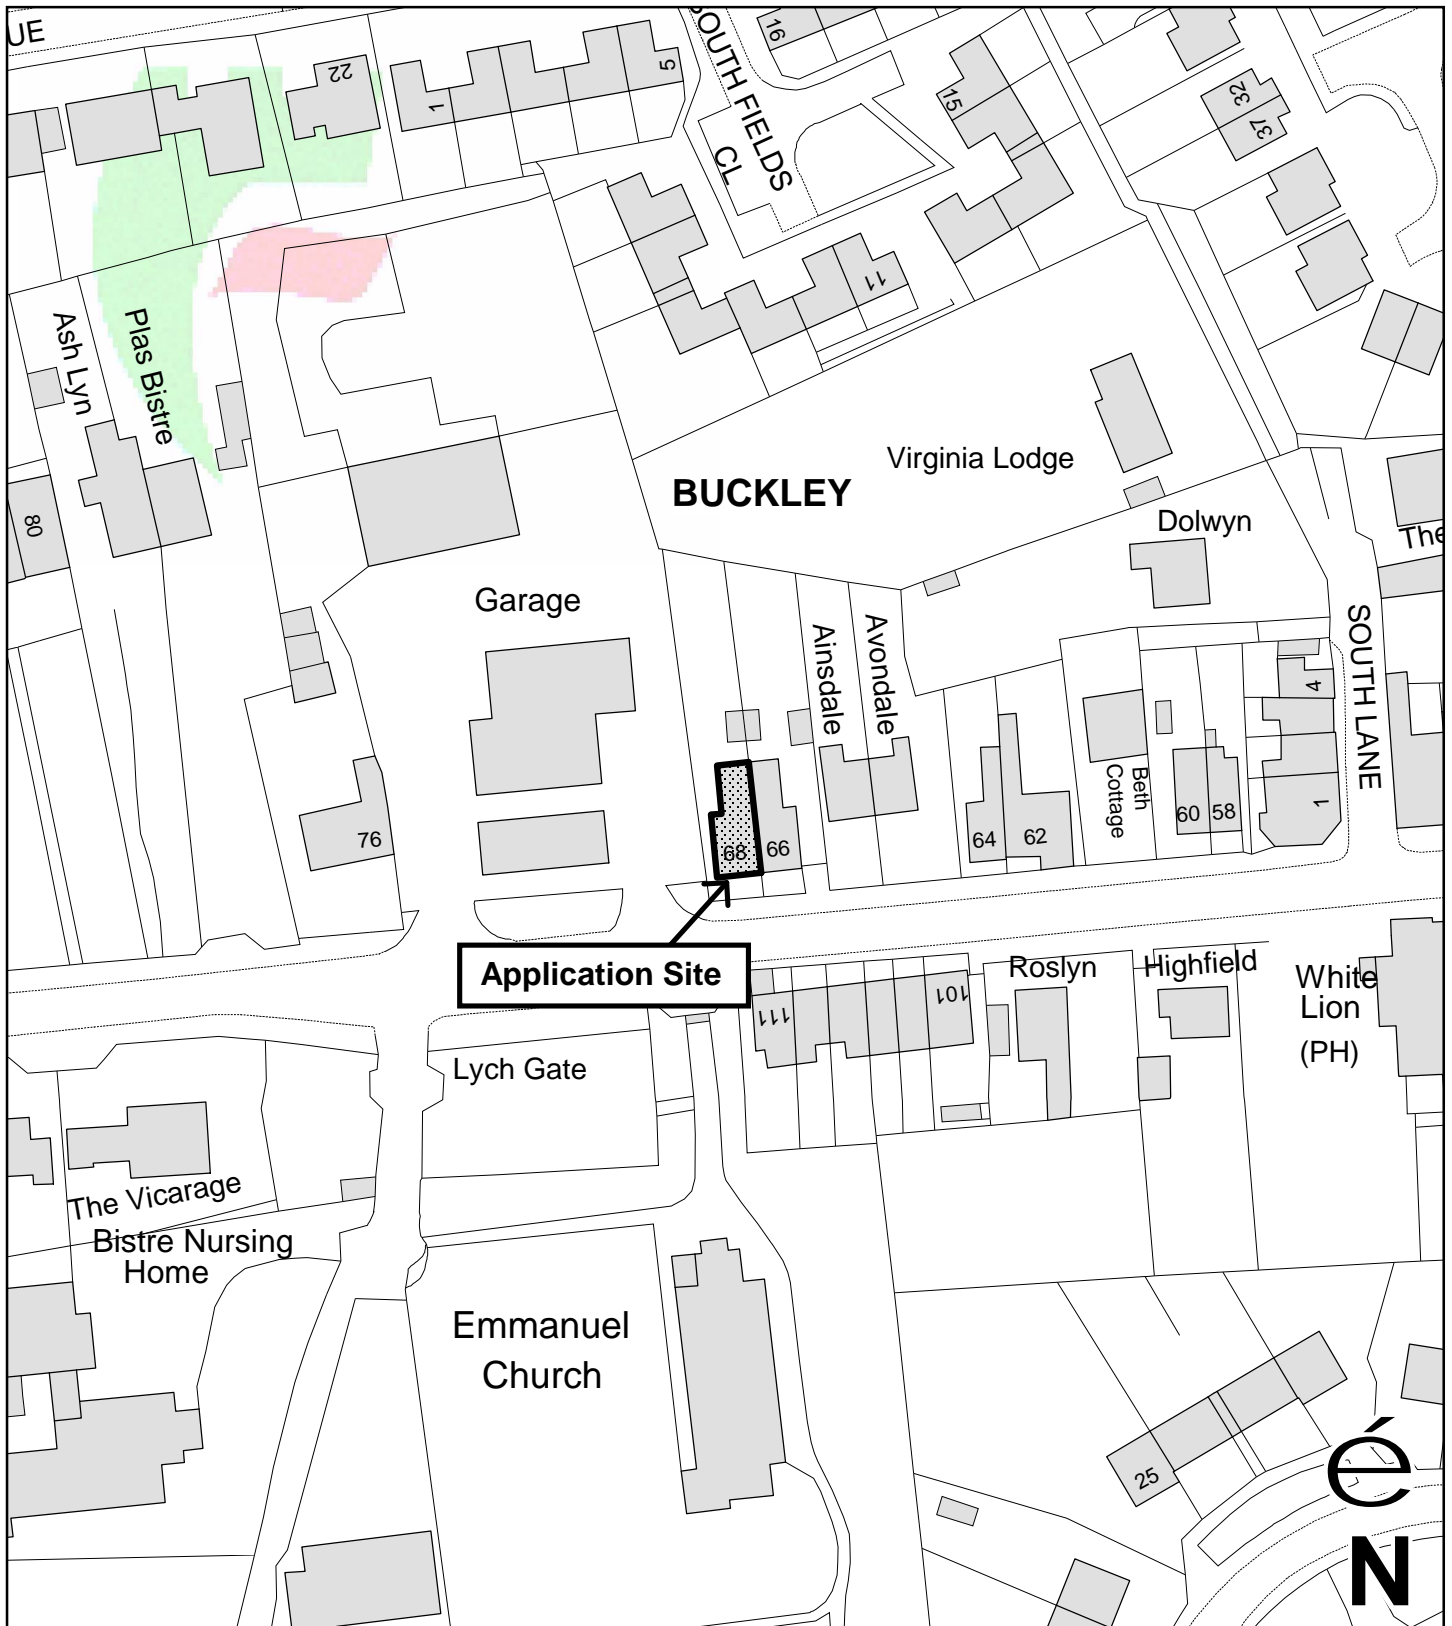 UE
22
1
5
SOUTH FIELDS
CL
16
15
32
37
11
Ash Lyn
Plas Bistre
80
BUCKLEY
Virginia Lodge
Dolwyn
The
Garage
Ainsdale
Avondale
SOUTH LANE
4
1
76
68
66
64
62
Beth
Cottage
60
58
Application Site
111
101
Roslyn
Highfield
White
Lion
(PH)
Lych Gate
The Vicarage
Bistre Nursing
Home
Emmanuel
Church
25
é
N